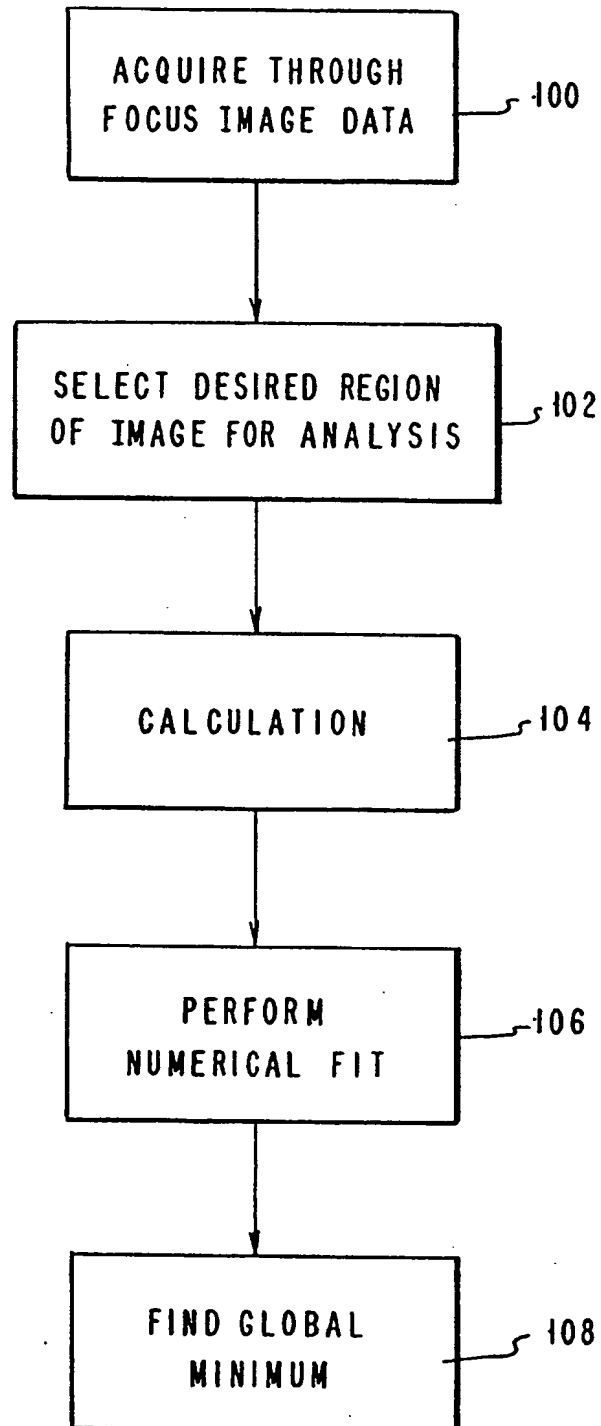 ACQUIRE THROUGH
FOCUS IMAGE DATA
100
SELECT DESIRED REGION
OF IMAGE FOR ANALYSIS
102
CALCULATION
104
PERFORM
NUMERICAL FIT
106
FIND GLOBAL
MINIMUM
108